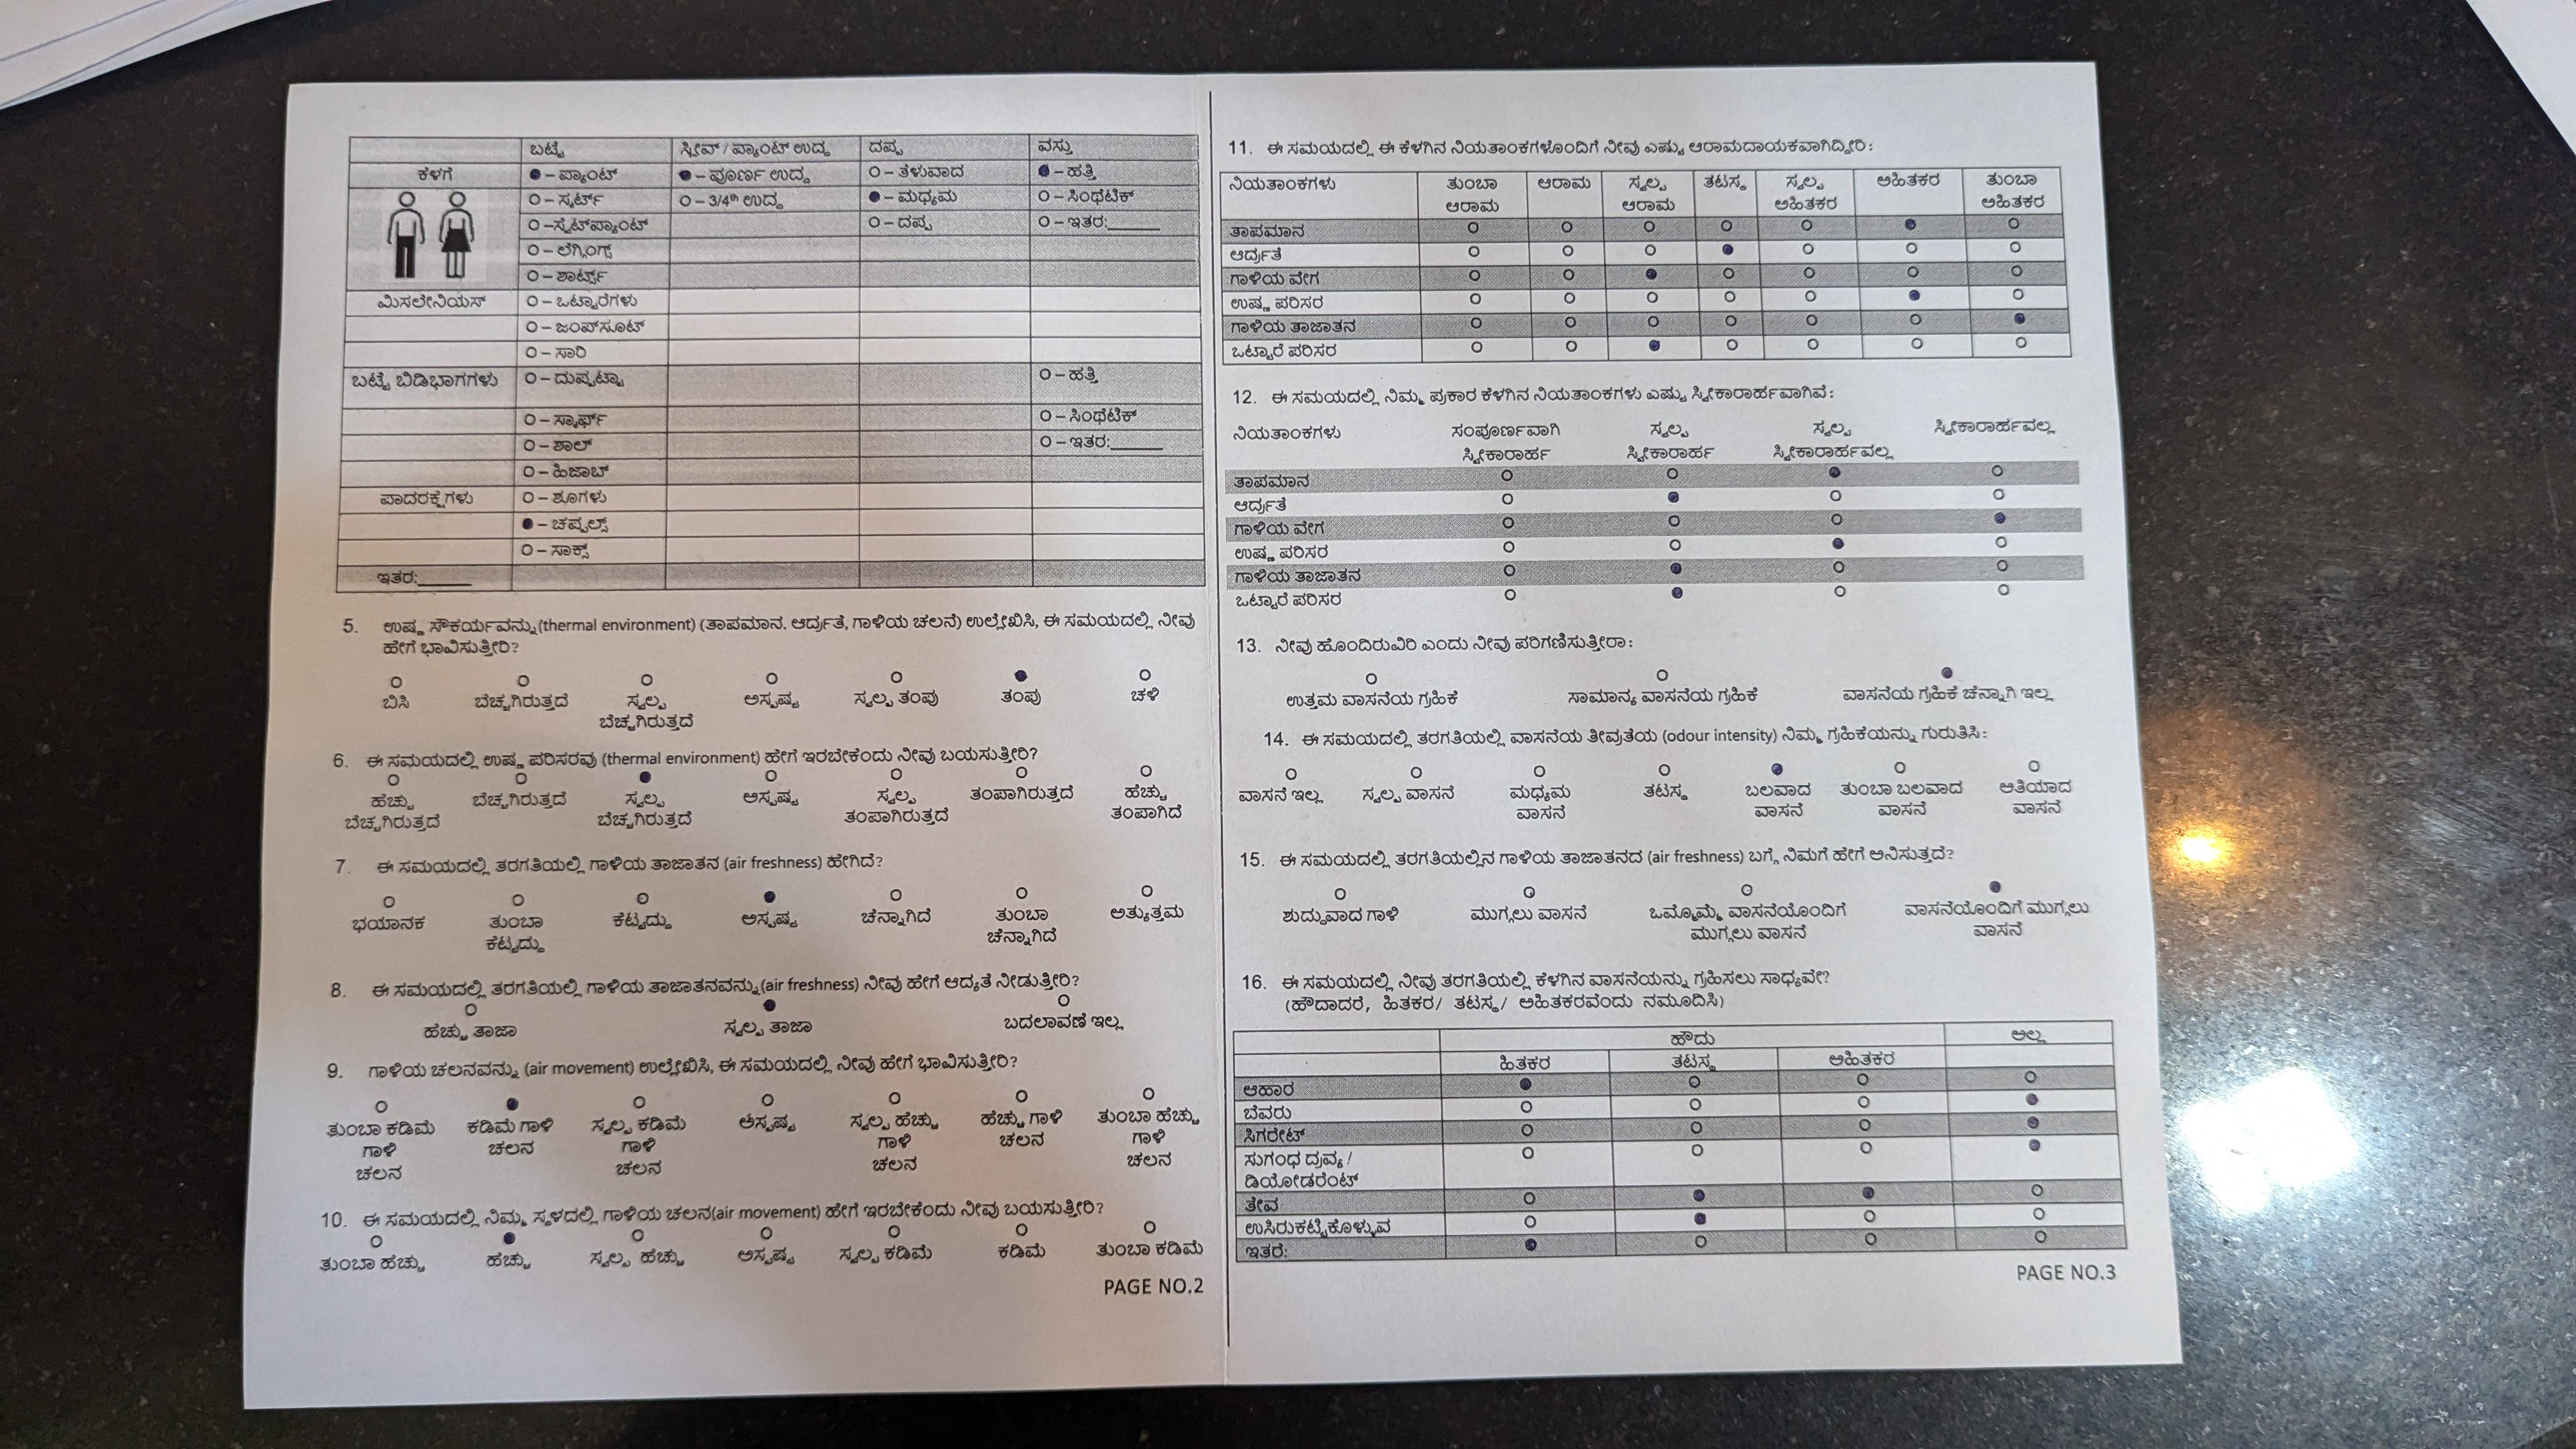 ಬಟ್ಟೆ ಸ್ಲೀವ್ / ಪ್ಯಾಂಟ್ ಉದ್ದ ದಪ್ಪ ವಸ್ತು
ಕೆಳಗೆ ●–ಪ್ಯಾಂಟ್ ●–ಪೂರ್ಣ ಉದ್ದ O–ತೆಳುವಾದ ●–ಹತ್ತಿ
O–ಸ್ಕರ್ಟ್ O–3/4th ಉದ್ದ ●–ಮಧ್ಯಮ O–ಸಿಂಥೆಟಿಕ್
O–ಸ್ವೆಟ್‌ಪ್ಯಾಂಟ್ O–ದಪ್ಪ O–ಇತರ:______
O–ಲೆಗ್ಗಿಂಗ್ಸ್
O–ಶಾರ್ಟ್ಸ್
ಮಿಸಲೇನಿಯಸ್ O–ಒಟ್ಟಾರೆಗಳು
O–ಜಂಪ್‌ಸೂಟ್
O–ಸಾರಿ
ಬಟ್ಟೆ ಬಿಡಿಭಾಗಗಳು O–ದುಪ್ಪಟ್ಟಾ O–ಹತ್ತಿ
O–ಸ್ಕಾರ್ಫ್ O–ಸಿಂಥೆಟಿಕ್
O–ಶಾಲ್ O–ಇತರ:______
O–ಹಿಜಾಬ್
ಪಾದರಕ್ಷೆಗಳು O–ಶೂಗಳು
●–ಚಪ್ಪಲ್ಸ್
O–ಸಾಕ್ಸ್
ಇತರ:______
5. ಉಷ್ಣ ಸೌಕರ್ಯವನ್ನು(thermal environment) (ತಾಪಮಾನ, ಆರ್ದ್ರತೆ, ಗಾಳಿಯ ಚಲನೆ) ಉಲ್ಲೇಖಿಸಿ, ಈ ಸಮಯದಲ್ಲಿ ನೀವು
ಹೇಗೆ ಭಾವಿಸುತ್ತೀರಿ?
ಬಿಸಿ ಬೆಚ್ಚಗಿರುತ್ತದೆ ಸ್ವಲ್ಪ ಅಸ್ಪಷ್ಟ ಸ್ವಲ್ಪ ತಂಪು ತಂಪು ಚಳಿ
ಬೆಚ್ಚಗಿರುತ್ತದೆ
6. ಈ ಸಮಯದಲ್ಲಿ ಉಷ್ಣ ಪರಿಸರವು (thermal environment) ಹೇಗೆ ಇರಬೇಕೆಂದು ನೀವು ಬಯಸುತ್ತೀರಿ?
ಹೆಚ್ಚು ಬೆಚ್ಚಗಿರುತ್ತದೆ ಸ್ವಲ್ಪ ಅಸ್ಪಷ್ಟ ಸ್ವಲ್ಪ ತಂಪಾಗಿರುತ್ತದೆ ಹೆಚ್ಚು
ಬೆಚ್ಚಗಿರುತ್ತದೆ ಬೆಚ್ಚಗಿರುತ್ತದೆ ತಂಪಾಗಿರುತ್ತದೆ ತಂಪಾಗಿದೆ
7. ಈ ಸಮಯದಲ್ಲಿ ತರಗತಿಯಲ್ಲಿ ಗಾಳಿಯ ತಾಜಾತನ (air freshness) ಹೇಗಿದೆ?
ಭಯಾನಕ ತುಂಬಾ ಕೆಟ್ಟದ್ದು ಅಸ್ಪಷ್ಟ ಚೆನ್ನಾಗಿದೆ ತುಂಬಾ ಅತ್ಯುತ್ತಮ
ಕೆಟ್ಟದ್ದು ಚೆನ್ನಾಗಿದೆ
8. ಈ ಸಮಯದಲ್ಲಿ ತರಗತಿಯಲ್ಲಿ ಗಾಳಿಯ ತಾಜಾತನವನ್ನು(air freshness) ನೀವು ಹೇಗೆ ಆದ್ಯತೆ ನೀಡುತ್ತೀರಿ?
ಹೆಚ್ಚು ತಾಜಾ ಸ್ವಲ್ಪ ತಾಜಾ ಬದಲಾವಣೆ ಇಲ್ಲ
9. ಗಾಳಿಯ ಚಲನವನ್ನು (air movement) ಉಲ್ಲೇಖಿಸಿ, ಈ ಸಮಯದಲ್ಲಿ ನೀವು ಹೇಗೆ ಭಾವಿಸುತ್ತೀರಿ?
ತುಂಬಾ ಕಡಿಮೆ ಕಡಿಮೆ ಗಾಳಿ ಸ್ವಲ್ಪ ಕಡಿಮೆ ಅಸ್ಪಷ್ಟ ಸ್ವಲ್ಪ ಹೆಚ್ಚು ಹೆಚ್ಚು ಗಾಳಿ ತುಂಬಾ ಹೆಚ್ಚು
ಗಾಳಿ ಚಲನ ಗಾಳಿ ಗಾಳಿ ಚಲನ ಗಾಳಿ
ಚಲನ ಚಲನ ಚಲನ ಚಲನ
10. ಈ ಸಮಯದಲ್ಲಿ ನಿಮ್ಮ ಸ್ಥಳದಲ್ಲಿ ಗಾಳಿಯ ಚಲನ(air movement) ಹೇಗೆ ಇರಬೇಕೆಂದು ನೀವು ಬಯಸುತ್ತೀರಿ?
ತುಂಬಾ ಹೆಚ್ಚು ಹೆಚ್ಚು ಸ್ವಲ್ಪ ಹೆಚ್ಚು ಅಸ್ಪಷ್ಟ ಸ್ವಲ್ಪ ಕಡಿಮೆ ಕಡಿಮೆ ತುಂಬಾ ಕಡಿಮೆ
PAGE NO.2
11. ಈ ಸಮಯದಲ್ಲಿ ಈ ಕೆಳಗಿನ ನಿಯತಾಂಕಗಳೊಂದಿಗೆ ನೀವು ಎಷ್ಟು ಆರಾಮದಾಯಕವಾಗಿದ್ದೀರಿ:
ನಿಯತಾಂಕಗಳು ತುಂಬಾ ಆರಾಮ ಸ್ವಲ್ಪ ತಟಸ್ಥ ಸ್ವಲ್ಪ ಅಹಿತಕರ ತುಂಬಾ
ಆರಾಮ ಆರಾಮ ಅಹಿತಕರ ಅಹಿತಕರ
ತಾಪಮಾನ
ಆರ್ದ್ರತೆ
ಗಾಳಿಯ ವೇಗ
ಉಷ್ಣ ಪರಿಸರ
ಗಾಳಿಯ ತಾಜಾತನ
ಒಟ್ಟಾರೆ ಪರಿಸರ
12. ಈ ಸಮಯದಲ್ಲಿ ನಿಮ್ಮ ಪ್ರಕಾರ ಕೆಳಗಿನ ನಿಯತಾಂಕಗಳು ಎಷ್ಟು ಸ್ವೀಕಾರಾರ್ಹವಾಗಿವೆ:
ನಿಯತಾಂಕಗಳು ಸಂಪೂರ್ಣವಾಗಿ ಸ್ವಲ್ಪ ಸ್ವಲ್ಪ ಸ್ವೀಕಾರಾರ್ಹವಲ್ಲ
ಸ್ವೀಕಾರಾರ್ಹ ಸ್ವೀಕಾರಾರ್ಹ ಸ್ವೀಕಾರಾರ್ಹವಲ್ಲ
ತಾಪಮಾನ
ಆರ್ದ್ರತೆ
ಗಾಳಿಯ ವೇಗ
ಉಷ್ಣ ಪರಿಸರ
ಗಾಳಿಯ ತಾಜಾತನ
ಒಟ್ಟಾರೆ ಪರಿಸರ
13. ನೀವು ಹೊಂದಿರುವಿರಿ ಎಂದು ನೀವು ಪರಿಗಣಿಸುತ್ತೀರಾ:
ಉತ್ತಮ ವಾಸನೆಯ ಗ್ರಹಿಕೆ ಸಾಮಾನ್ಯ ವಾಸನೆಯ ಗ್ರಹಿಕೆ ವಾಸನೆಯ ಗ್ರಹಿಕೆ ಚೆನ್ನಾಗಿ ಇಲ್ಲ
14. ಈ ಸಮಯದಲ್ಲಿ ತರಗತಿಯಲ್ಲಿ ವಾಸನೆಯ ತೀವ್ರತೆಯ (odour intensity) ನಿಮ್ಮ ಗ್ರಹಿಕೆಯನ್ನು ಗುರುತಿಸಿ:
ವಾಸನೆ ಇಲ್ಲ ಸ್ವಲ್ಪ ವಾಸನೆ ಮಧ್ಯಮ ತಟಸ್ಥ ಬಲವಾದ ತುಂಬಾ ಬಲವಾದ ಅತಿಯಾದ
ವಾಸನೆ ವಾಸನೆ ವಾಸನೆ ವಾಸನೆ
15. ಈ ಸಮಯದಲ್ಲಿ ತರಗತಿಯಲ್ಲಿನ ಗಾಳಿಯ ತಾಜಾತನದ (air freshness) ಬಗ್ಗೆ ನಿಮಗೆ ಹೇಗೆ ಅನಿಸುತ್ತದೆ?
ಶುದ್ಧವಾದ ಗಾಳಿ ಮುಗ್ಗಲು ವಾಸನೆ ಒಮ್ಮೊಮ್ಮೆ ವಾಸನೆಯೊಂದಿಗೆ ವಾಸನೆಯೊಂದಿಗೆ ಮುಗ್ಗಲು
ಮುಗ್ಗಲು ವಾಸನೆ ವಾಸನೆ
16. ಈ ಸಮಯದಲ್ಲಿ ನೀವು ತರಗತಿಯಲ್ಲಿ ಕೆಳಗಿನ ವಾಸನೆಯನ್ನು ಗ್ರಹಿಸಲು ಸಾಧ್ಯವೇ?
(ಹೌದಾದರೆ, ಹಿತಕರ/ ತಟಸ್ಥ/ ಅಹಿತಕರವೆಂದು ನಮೂದಿಸಿ)
ಹೌದು ಅಲ್ಲ
ಹಿತಕರ ತಟಸ್ಥ ಅಹಿತಕರ
ಆಹಾರ
ಬೆವರು
ಸಿಗರೇಟ್
ಸುಗಂಧ ದ್ರವ್ಯ/
ಡಿಯೋಡರೆಂಟ್
ತೇವ
ಉಸಿರುಕಟ್ಟಿಕೊಳ್ಳುವ
ಇತರೆ:
PAGE NO.3